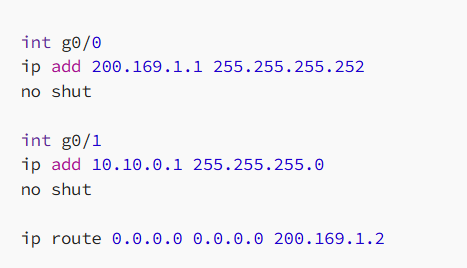 int g0/0
ip add 200.169.1.1 255.255.255.252
no shut
int g0/1
ip add 10.10.0.1 255.255.255.0
no shut
ip route 0.0.0.0 0.0.0.0 200.169.1.2